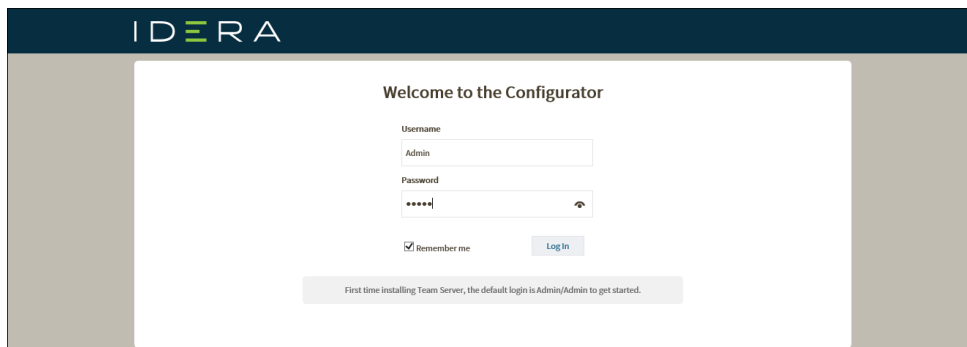 IDERA
Welcome to the Configurator
Username
Admin
Password
•••••
Remember me
Log In
First time installing Team Server, the default login is Admin/Admin to get started.